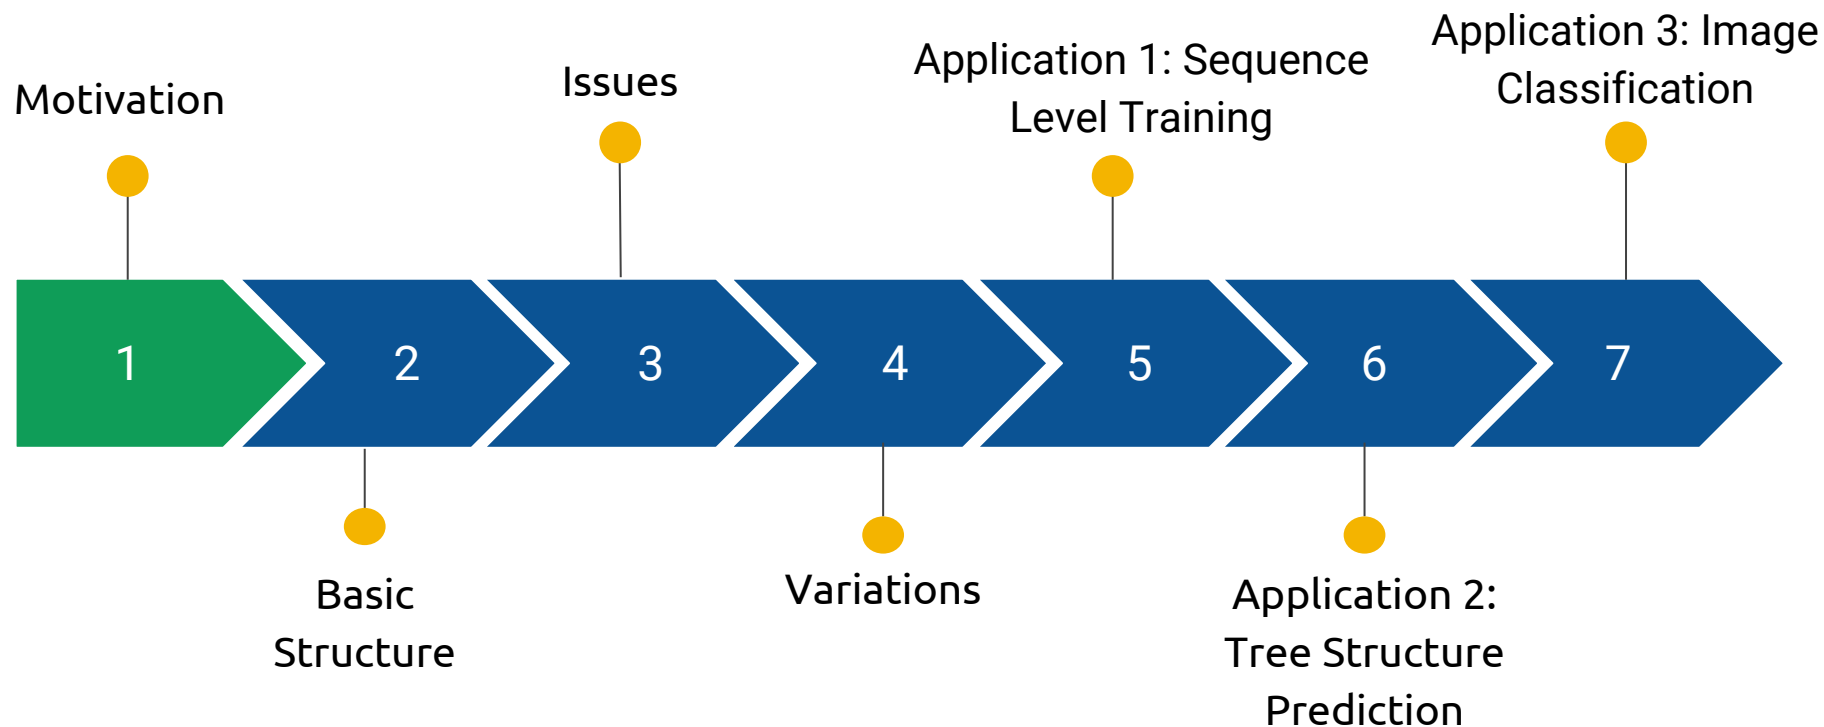 Motivation
Issues
Application 1: Sequence
Level Training
Application 3: Image
Classification
1
2
3
4
5
6
7
Basic
Structure
Variations
Application 2:
Tree Structure
Prediction